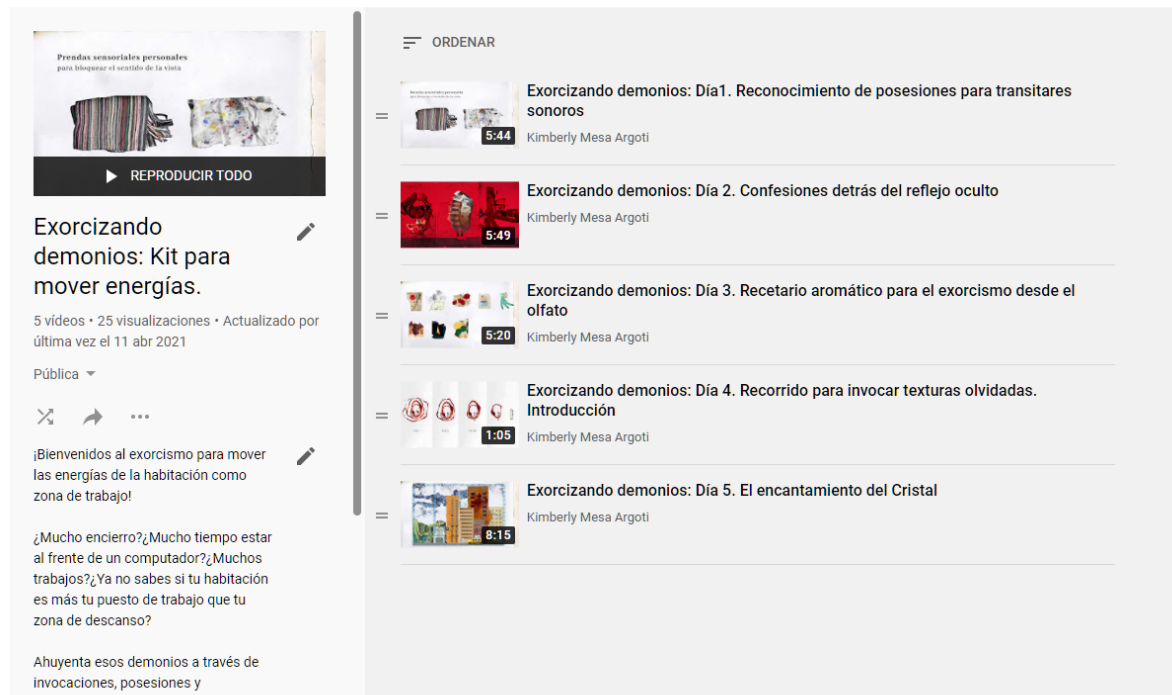 Prendas sensoriales personales
para bloquear el sentido de la vista
REPRODUCIR TODO
Exorcizando
demonios: Kit para
mover energías.
5 vídeos • 25 visualizaciones • Actualizado por
última vez el 11 abr 2021
Pública
¡Bienvenidos al exorcismo para mover
las energías de la habitación como
zona de trabajo!
¿Mucho encierro?¿Mucho tiempo estar
al frente de un computador?¿Muchos
trabajos?¿Ya no sabes si tu habitación
es más tu puesto de trabajo que tu
zona de descanso?
Ahuyenta esos demonios a través de
invocaciones, posesiones y
ORDENAR
Exorcizando demonios: Día1. Reconocimiento de posesiones para transitares
sonoros
Kimberly Mesa Argoti
5:44
Exorcizando demonios: Día 2. Confesiones detrás del reflejo oculto
Kimberly Mesa Argoti
5:49
Exorcizando demonios: Día 3. Recetario aromático para el exorcismo desde el
olfato
Kimberly Mesa Argoti
5:20
Exorcizando demonios: Día 4. Recorrido para invocar texturas olvidadas.
Introducción
Kimberly Mesa Argoti
1:05
Exorcizando demonios: Día 5. El encantamiento del Cristal
Kimberly Mesa Argoti
8:15